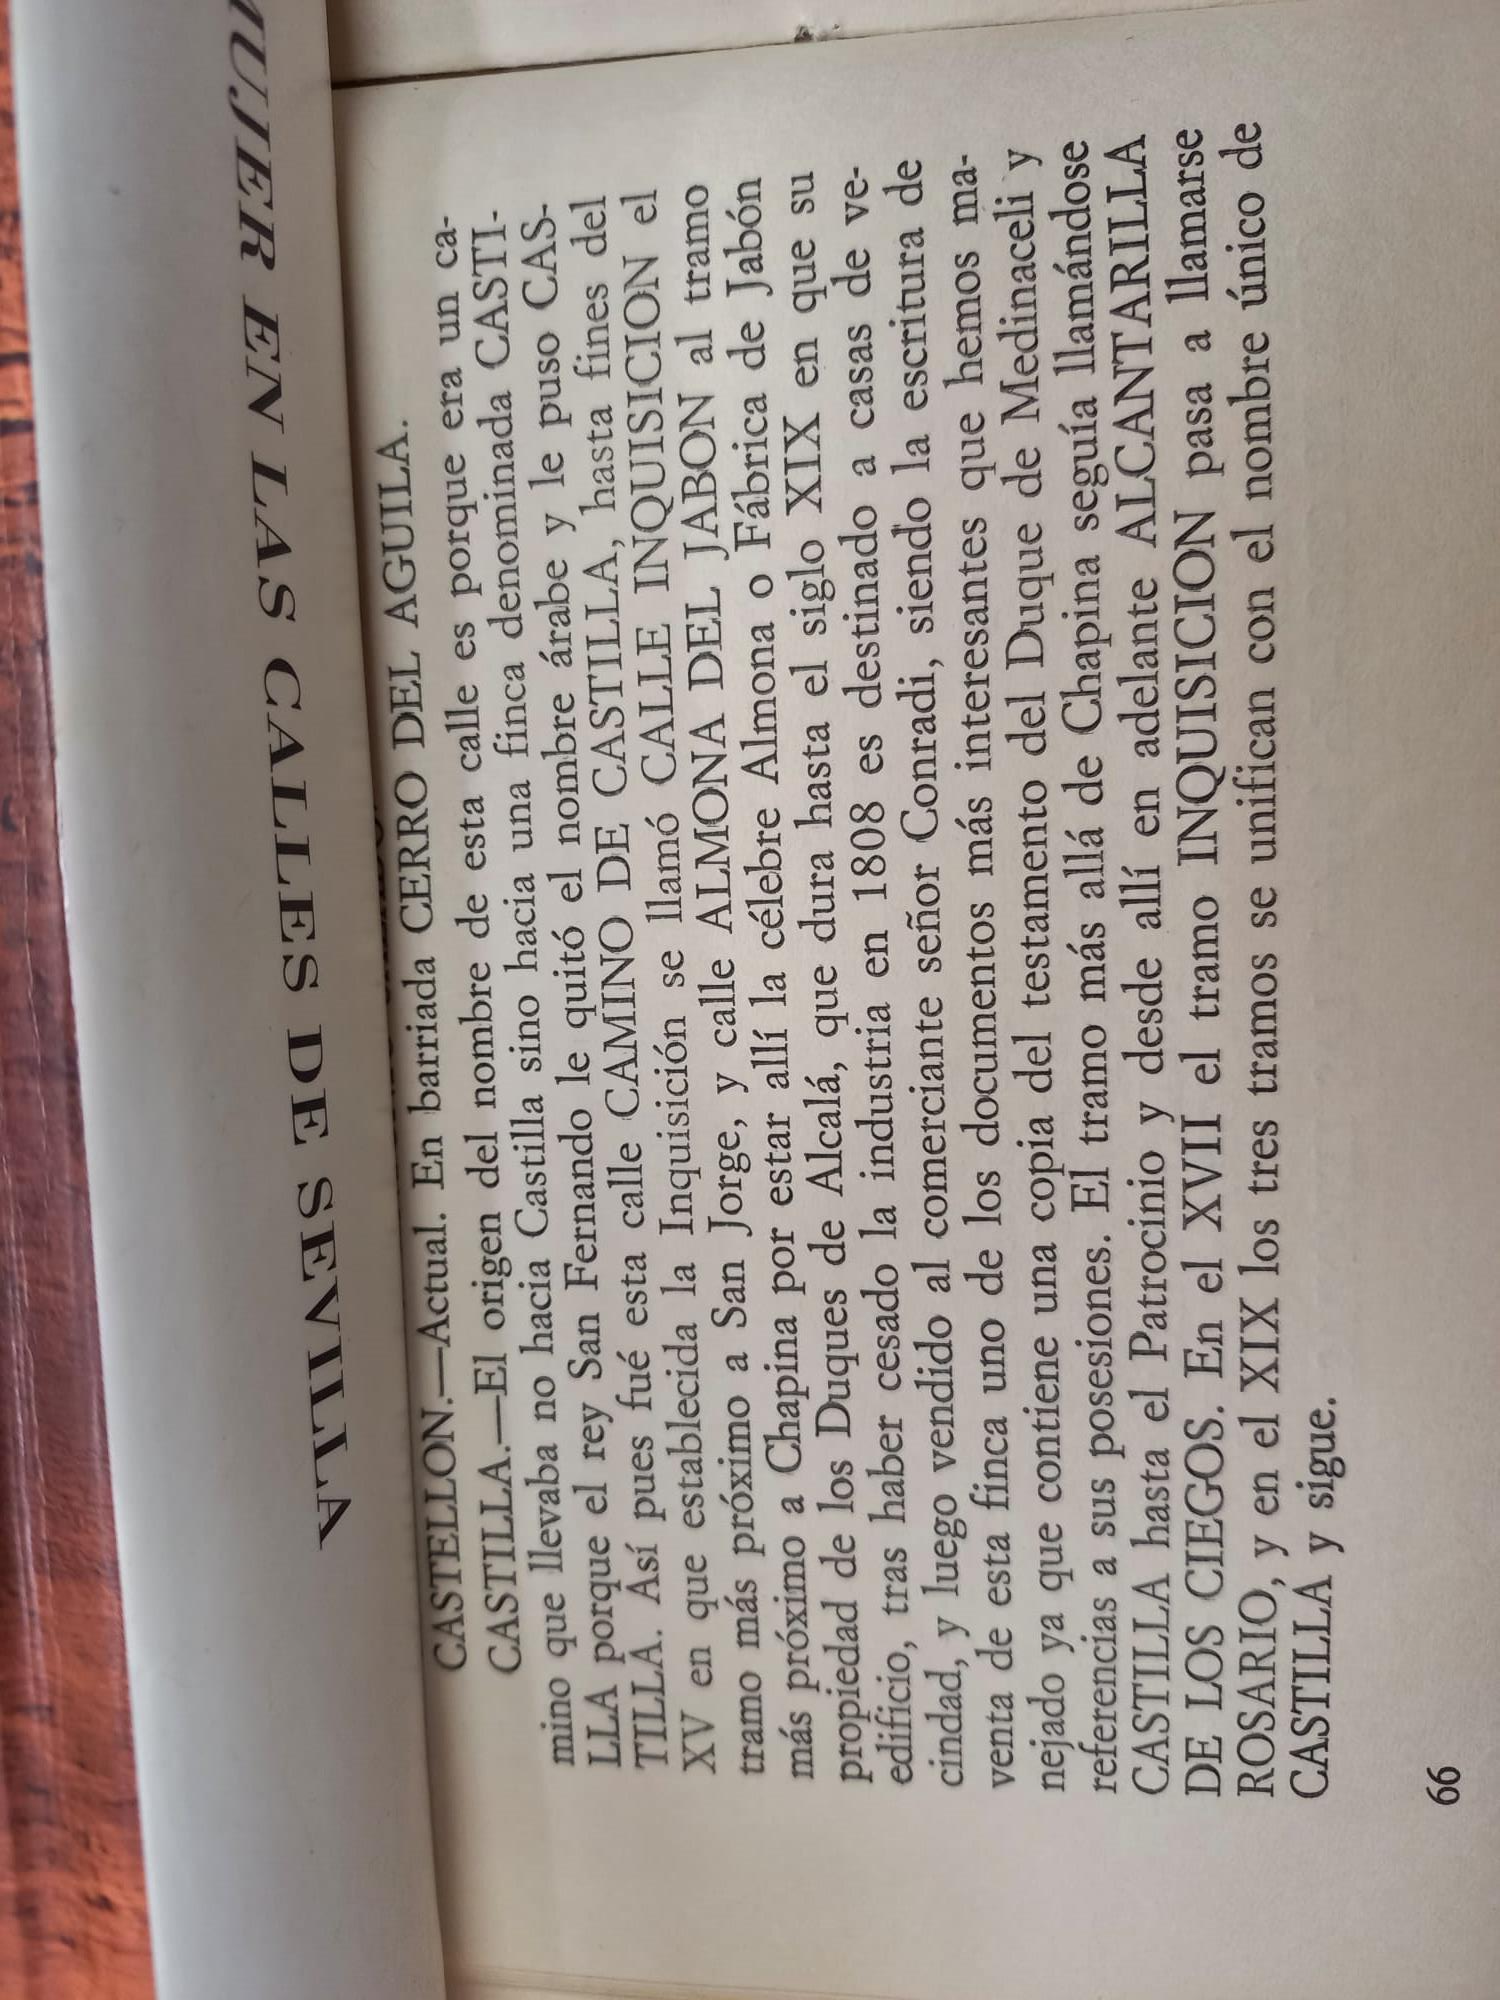 MUJER EN LAS CALLES DE SEVILLA
CASTELLON.—Actual. En barriada CERRO DEL AGUILA.
CASTILLA.—El origen del nombre de esta calle es porque era un ca-
mino que llevaba no hacia Castilla sino hacia una finca denominada CASTI-
LLA porque el rey San Fernando le quitó el nombre árabe y le puso CAS-
TILLA. Así pues fué esta calle CAMINO DE CASTILLA, hasta fines del
XV en que establecida la Inquisición se llamó CALLE INQUISICION el
tramo más próximo a San Jorge, y calle ALMONA DEL JABON al tramo
más próximo a Chapina por estar allí la célebre Almona o Fábrica de Jabón
propiedad de los Duques de Alcalá, que dura hasta el siglo XIX en que su
edificio, tras haber cesado la industria en 1808 es destinado a casas de ve-
cindad, y luego vendido al comerciante señor Conradi, siendo la escritura de
venta de esta finca uno de los documentos más interesantes que hemos ma-
nejado ya que contiene una copia del testamento del Duque de Medinaceli y
referencias a sus posesiones. El tramo más allá de Chapina seguía llamándose
CASTILLA hasta el Patrocinio y desde allí en adelante ALCANTARILLA
DE LOS CIEGOS. En el XVII el tramo INQUISICION pasa a llamarse
ROSARIO, y en el XIX los tres tramos se unifican con el nombre único de
CASTILLA y sigue.
66